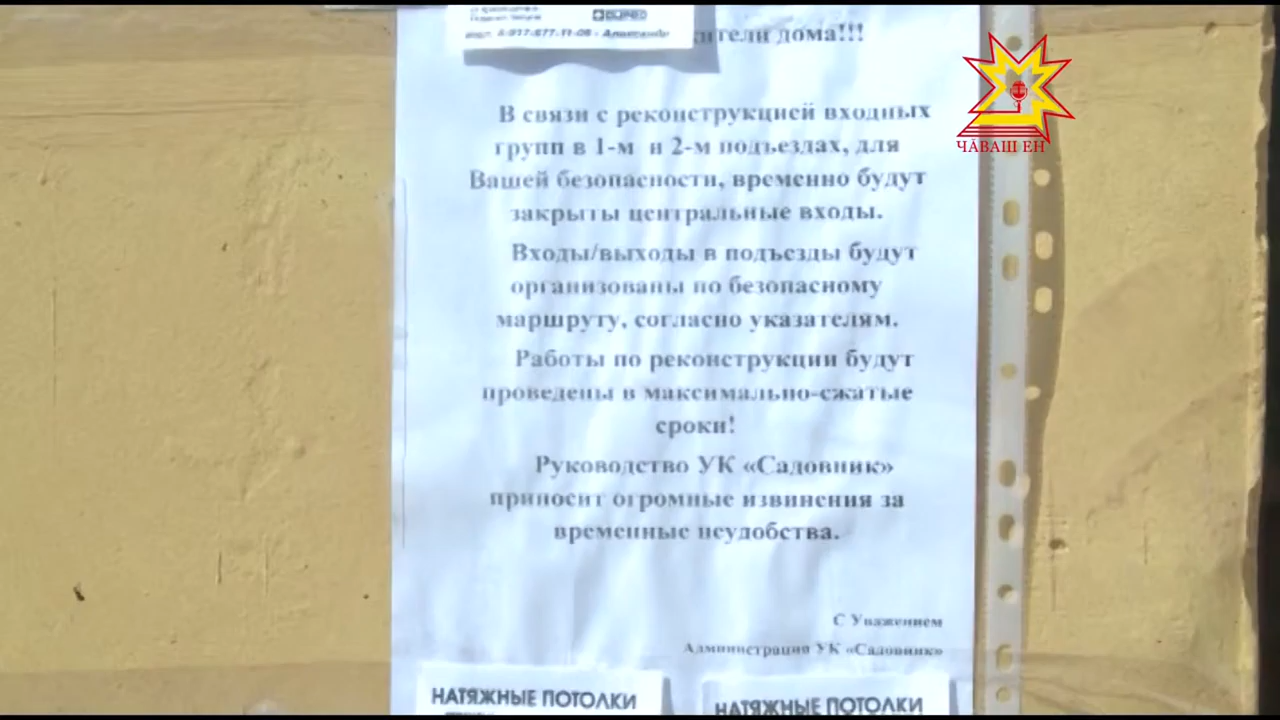 жители дома!!!
ЧӐВАШ ЕН
В связи с реконструкцией входных
групп в 1-м и 2-м подъездах, для
Вашей безопасности, временно будут
закрыты центральные входы.
Входы/выходы в подъезды будут
организованы по безопасному
маршруту, согласно указателям.
Работы по реконструкции будут
проведены в максимально-сжатые
сроки!
Руководство УК «Садовник»
приносит огромные извинения за
временные неудобства.
С Уважением
Администрация УК «Садовник»
НАТЯЖНЫЕ ПОТОЛКИ
НАТЯЖНЫЕ ПОТОЛКИ